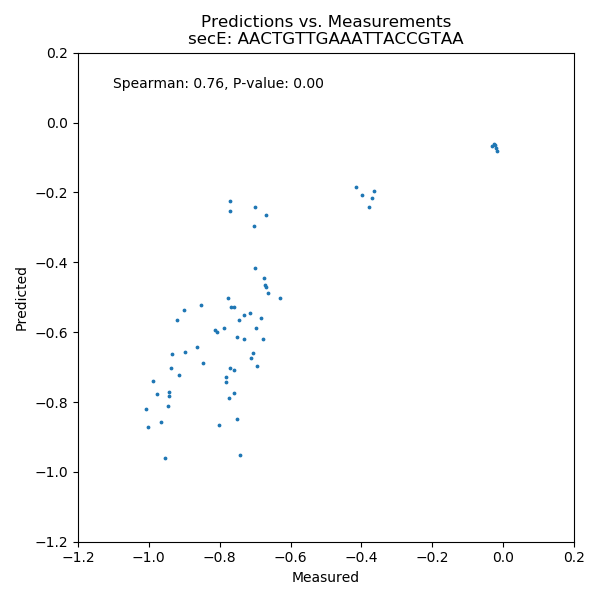 Predictions vs. Measurements
secE: AACTGTTGAAATTACCGTAA
Spearman: 0.76, P-value: 0.00
0.2
0.0
−0.2
−0.4
−0.6
−0.8
−1.0
−1.2
Predicted
−1.2 −1.0 −0.8 −0.6 −0.4 −0.2 0.0 0.2
Measured